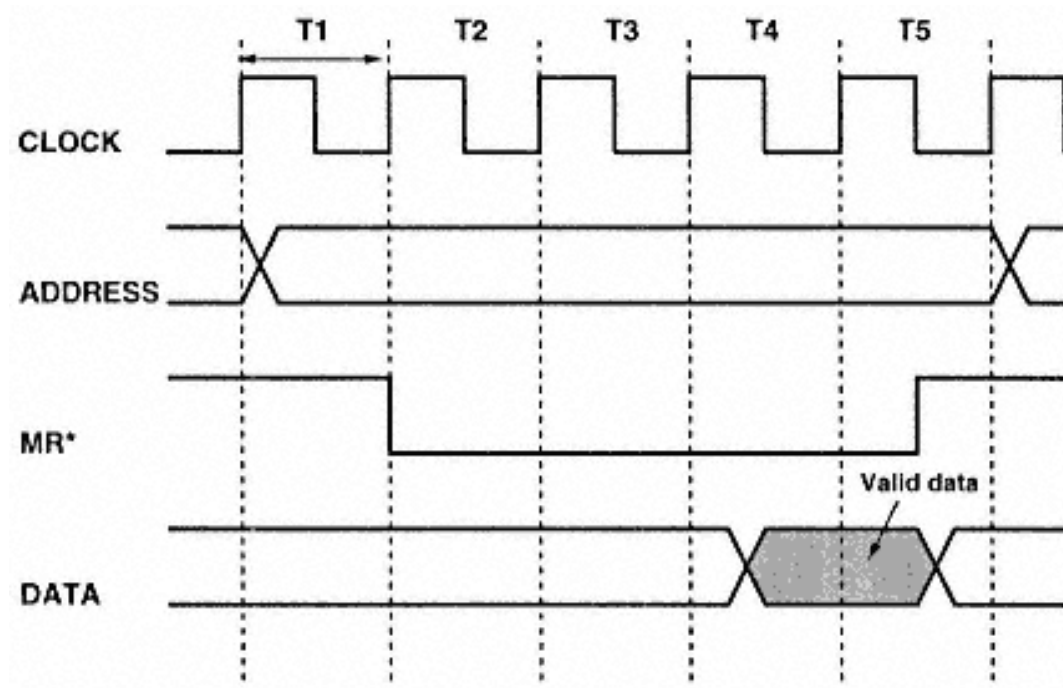 T1 T2 T3 T4 T5
CLOCK
ADDRESS
MR*
Valid data
DATA